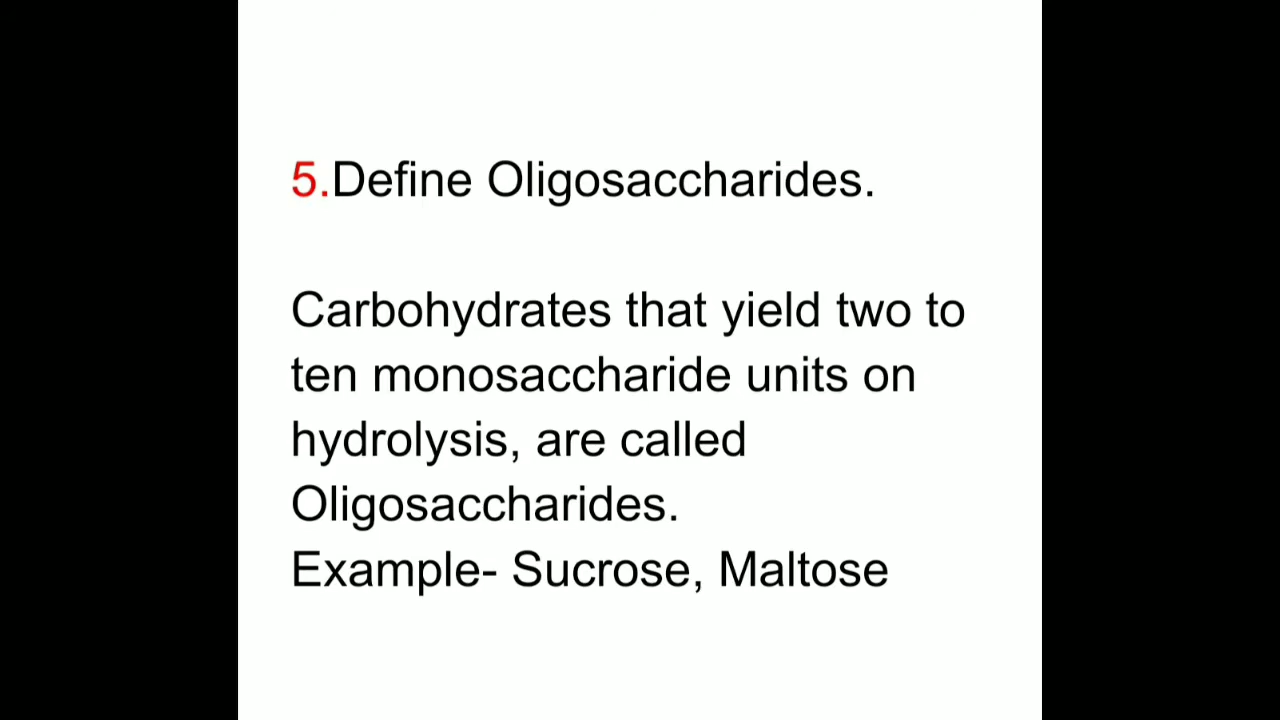 5.Define Oligosaccharides.
Carbohydrates that yield two to
ten monosaccharide units on
hydrolysis, are called
Oligosaccharides.
Example- Sucrose, Maltose